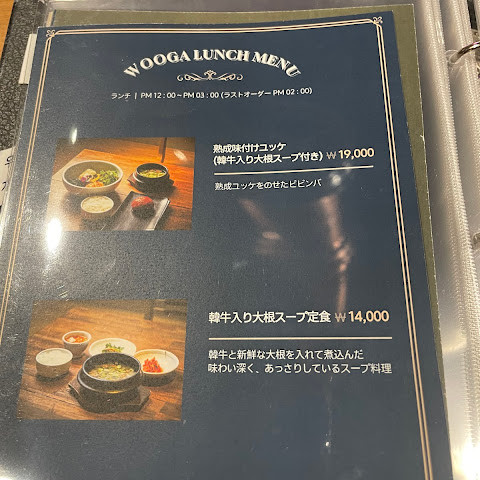 WOOGA LUNCH MENU
ランチ | PM 12 : 00 ~ PM 03 : 00 (ラストオーダー PM 02 : 00)
熟成味付けユッケ
(韓牛入り大根スープ付き) ₩ 19,000
熟成ユッケをのせたビビンバ
韓牛入り大根スープ定食 ₩ 14,000
韓牛と新鮮な大根を入れて煮込んだ
味わい深く、あっさりしているスープ料理